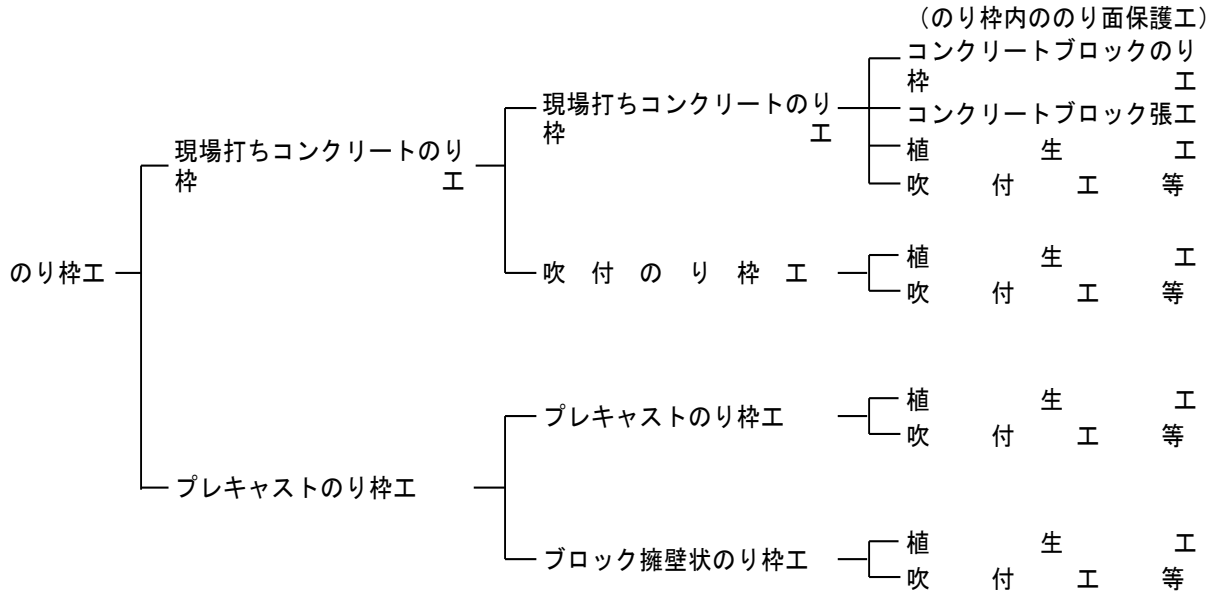 （のり枠内ののり面保護工）
コンクリートブロックのり
枠工
現場打ちコンクリートのり
枠工
コンクリートブロック張工
植生工
吹付工等
現場打ちコンクリートのり
枠工
植生工
吹付工等
吹付のり枠工
のり枠工
植生工
吹付工等
プレキャストのり枠工
プレキャストのり枠工
植生工
吹付工等
ブロック擁壁状のり枠工